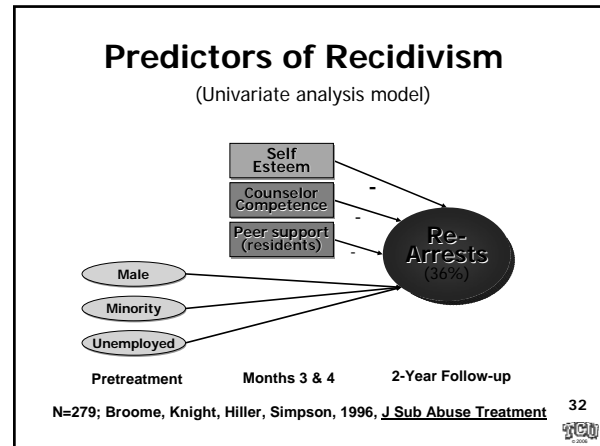 Predictors of Recidivism
(Univariate analysis model)
Self
Esteem
Counselor
Competence
Peer support
(residents)
-
-
-
Re-
Arrests
(36%)
Male
Minority
Unemployed
Pretreatment
Months 3 & 4
2-Year Follow-up
N=279; Broome, Knight, Hiller, Simpson, 1996, J Sub Abuse Treatment
32
TCU
© 2006